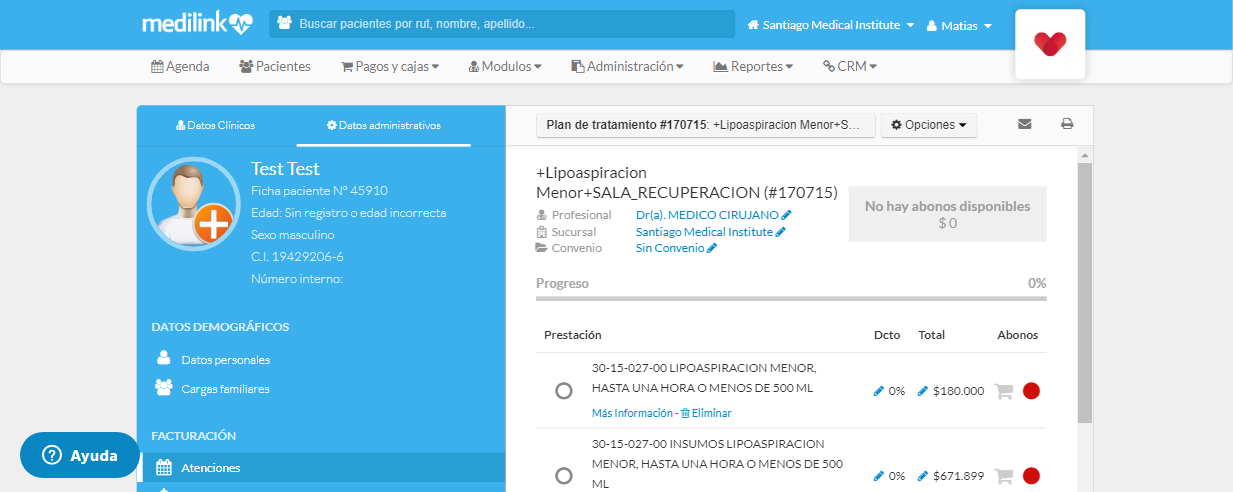 medilink
Buscar pacientes por rut, nombre, apellido...
Santiago Medical Institute
Matias
Agenda
Pacientes
Pagos y cajas
Modulos
Administración
Reportes
CRM
Datos Clínicos
Datos administrativos
Plan de tratamiento #170715: +Lipoaspiracion Menor+S...
Opciones
Test Test
Ficha paciente N° 45910
Edad: Sin registro o edad incorrecta
Sexo masculino
C.I. 19429206-6
Número interno:
DATOS DEMOGRÁFICOS
Datos personales
Cargas familiares
FACTURACIÓN
Atenciones
Ayuda
+Lipoaspiracion
Menor+SALA_RECUPERACION (#170715)
Profesional Dr(a). MEDICO CIRUJANO
Sucursal Santiago Medical Institute
Convenio Sin Convenio
No hay abonos disponibles
$ 0
Progreso 0%
Prestación Dcto Total Abonos
30-15-027-00 LIPOASPIRACION MENOR,
HASTA UNA HORA O MENOS DE 500 ML
0% $180.000
Más Información - Eliminar
30-15-027-00 INSUMOS LIPOASPIRACION
MENOR, HASTA UNA HORA O MENOS DE 500
ML
0% $671.899